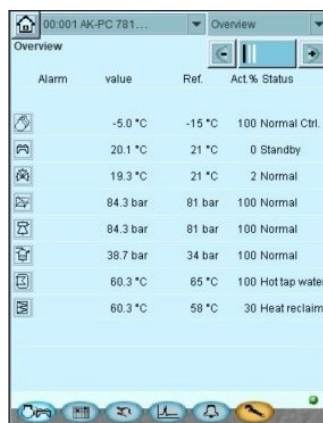 00:001 AK-PC 781... Overview
Overview
Alarm value Ref. Act.% Status
-5.0 °C -15 °C 100 Normal Ctrl.
20.1 °C 21 °C 0 Standby
19.3 °C 21 °C 2 Normal
84.3 bar 81 bar 100 Normal
84.3 bar 81 bar 100 Normal
38.7 bar 34 bar 100 Normal
60.3 °C 65 °C 100 Hot tap wate
60.3 °C 58 °C 30 Heat reclaim